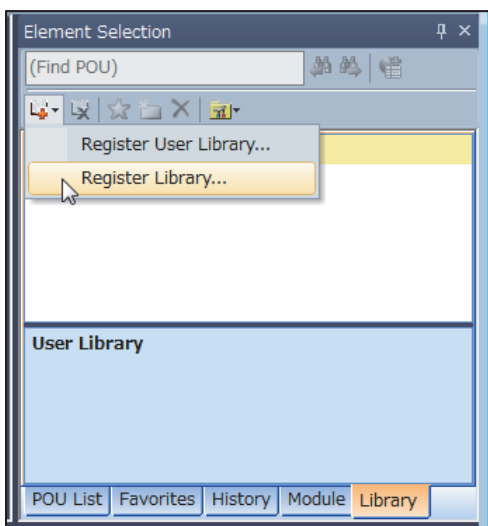 Element Selection
(Find POU)
Register User Library...
Register Library...
User Library
POU List Favorites History Module Library